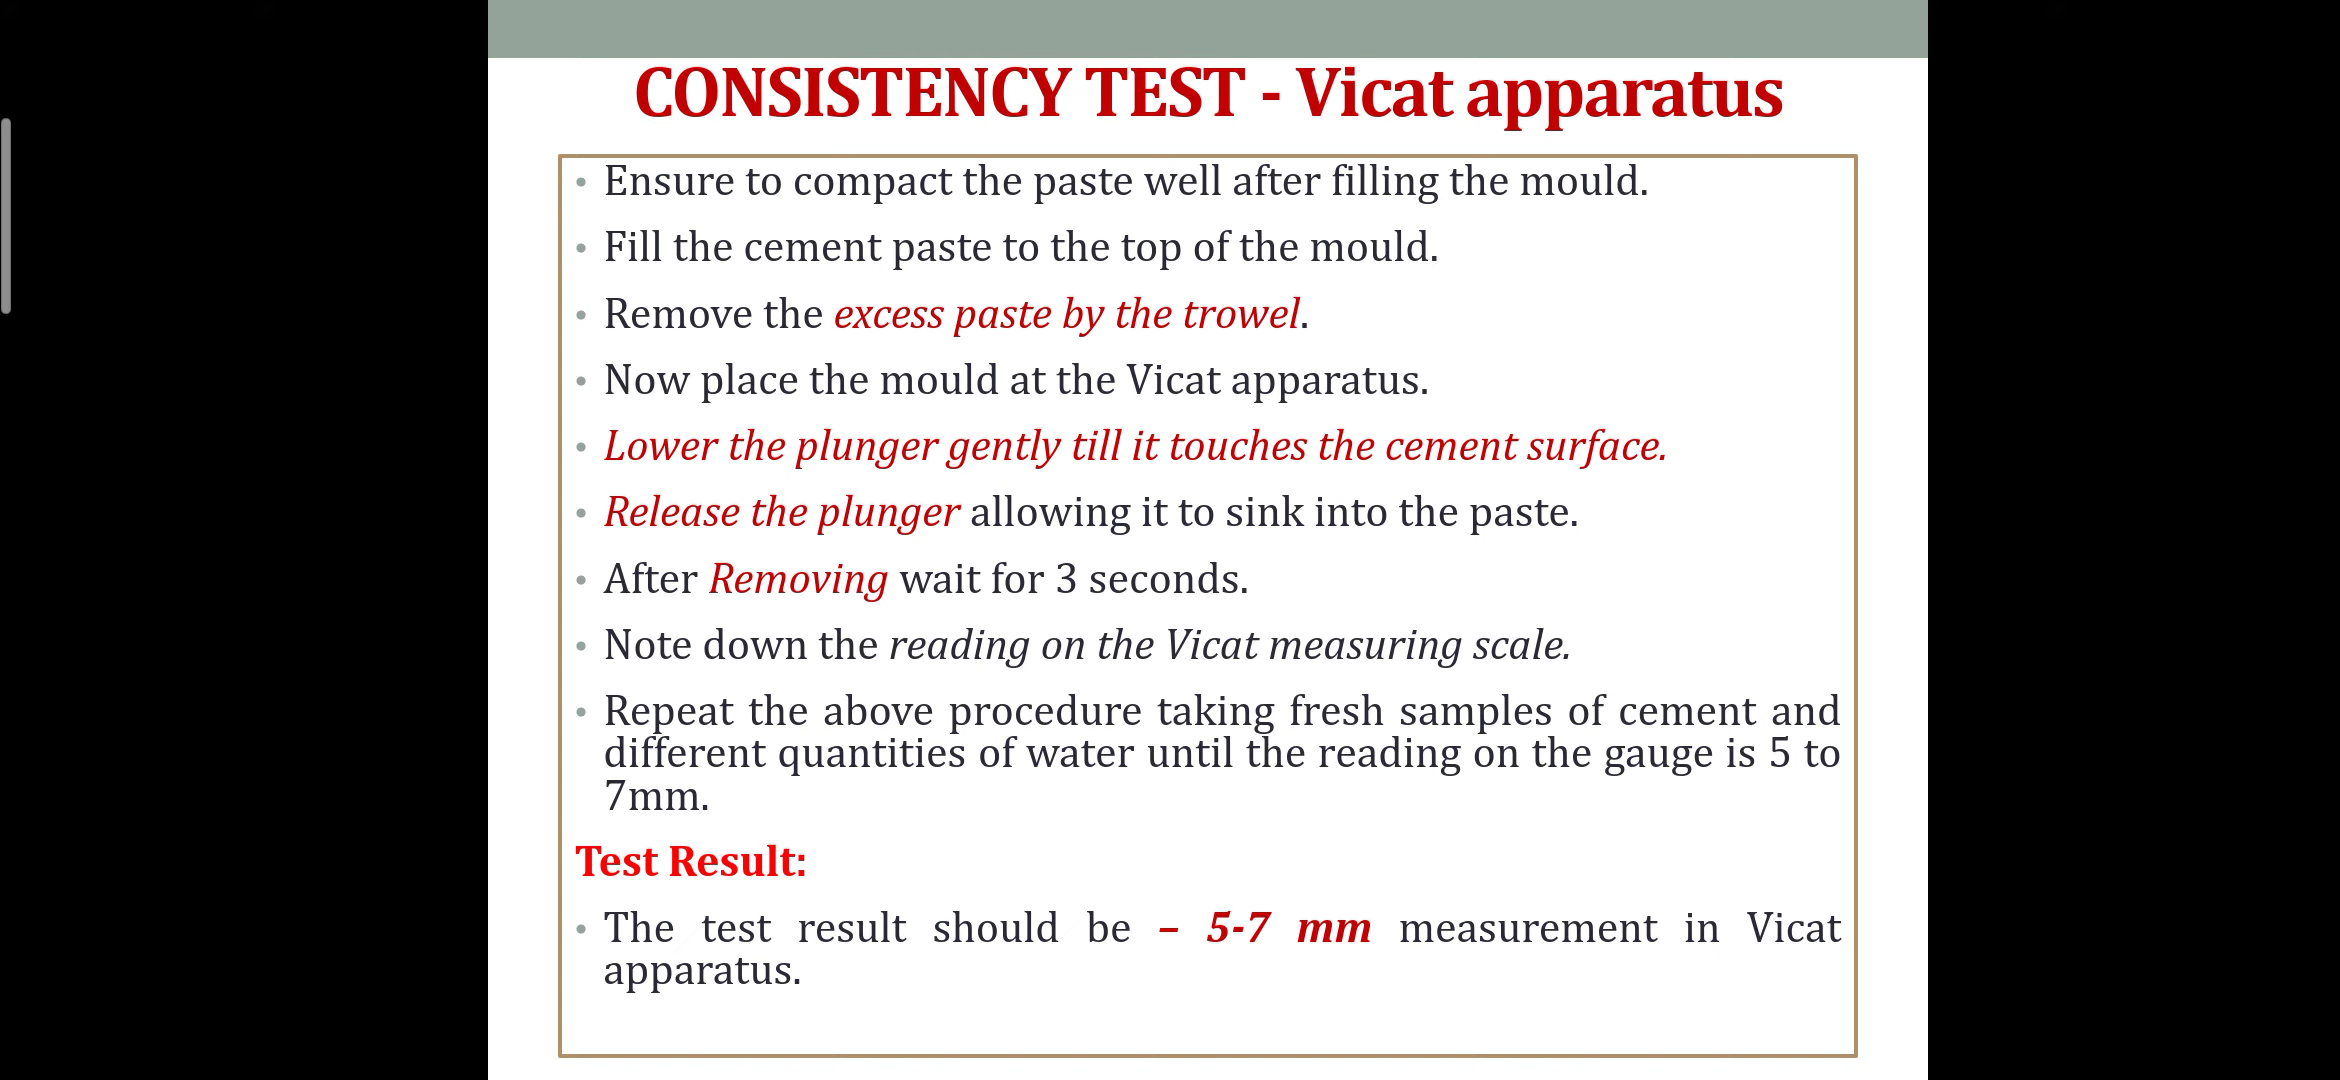 CONSISTENCY TEST - Vicat apparatus
• Ensure to compact the paste well after filling the mould.
• Fill the cement paste to the top of the mould.
• Remove the excess paste by the trowel.
• Now place the mould at the Vicat apparatus.
• Lower the plunger gently till it touches the cement surface.
• Release the plunger allowing it to sink into the paste.
• After Removing wait for 3 seconds.
• Note down the reading on the Vicat measuring scale.
• Repeat the above procedure taking fresh samples of cement and
different quantities of water until the reading on the gauge is 5 to
7mm.
Test Result:
• The test result should be – 5-7 mm measurement in Vicat
apparatus.